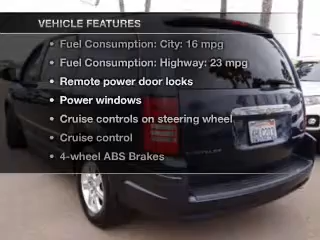 VEHICLE FEATURES
Fuel Consumption: City: 16 mpg
Fuel Consumption: Highway: 23 mpg
Remote power door locks
Power windows
Cruise controls on steering wheel
Cruise control
4-wheel ABS Brakes